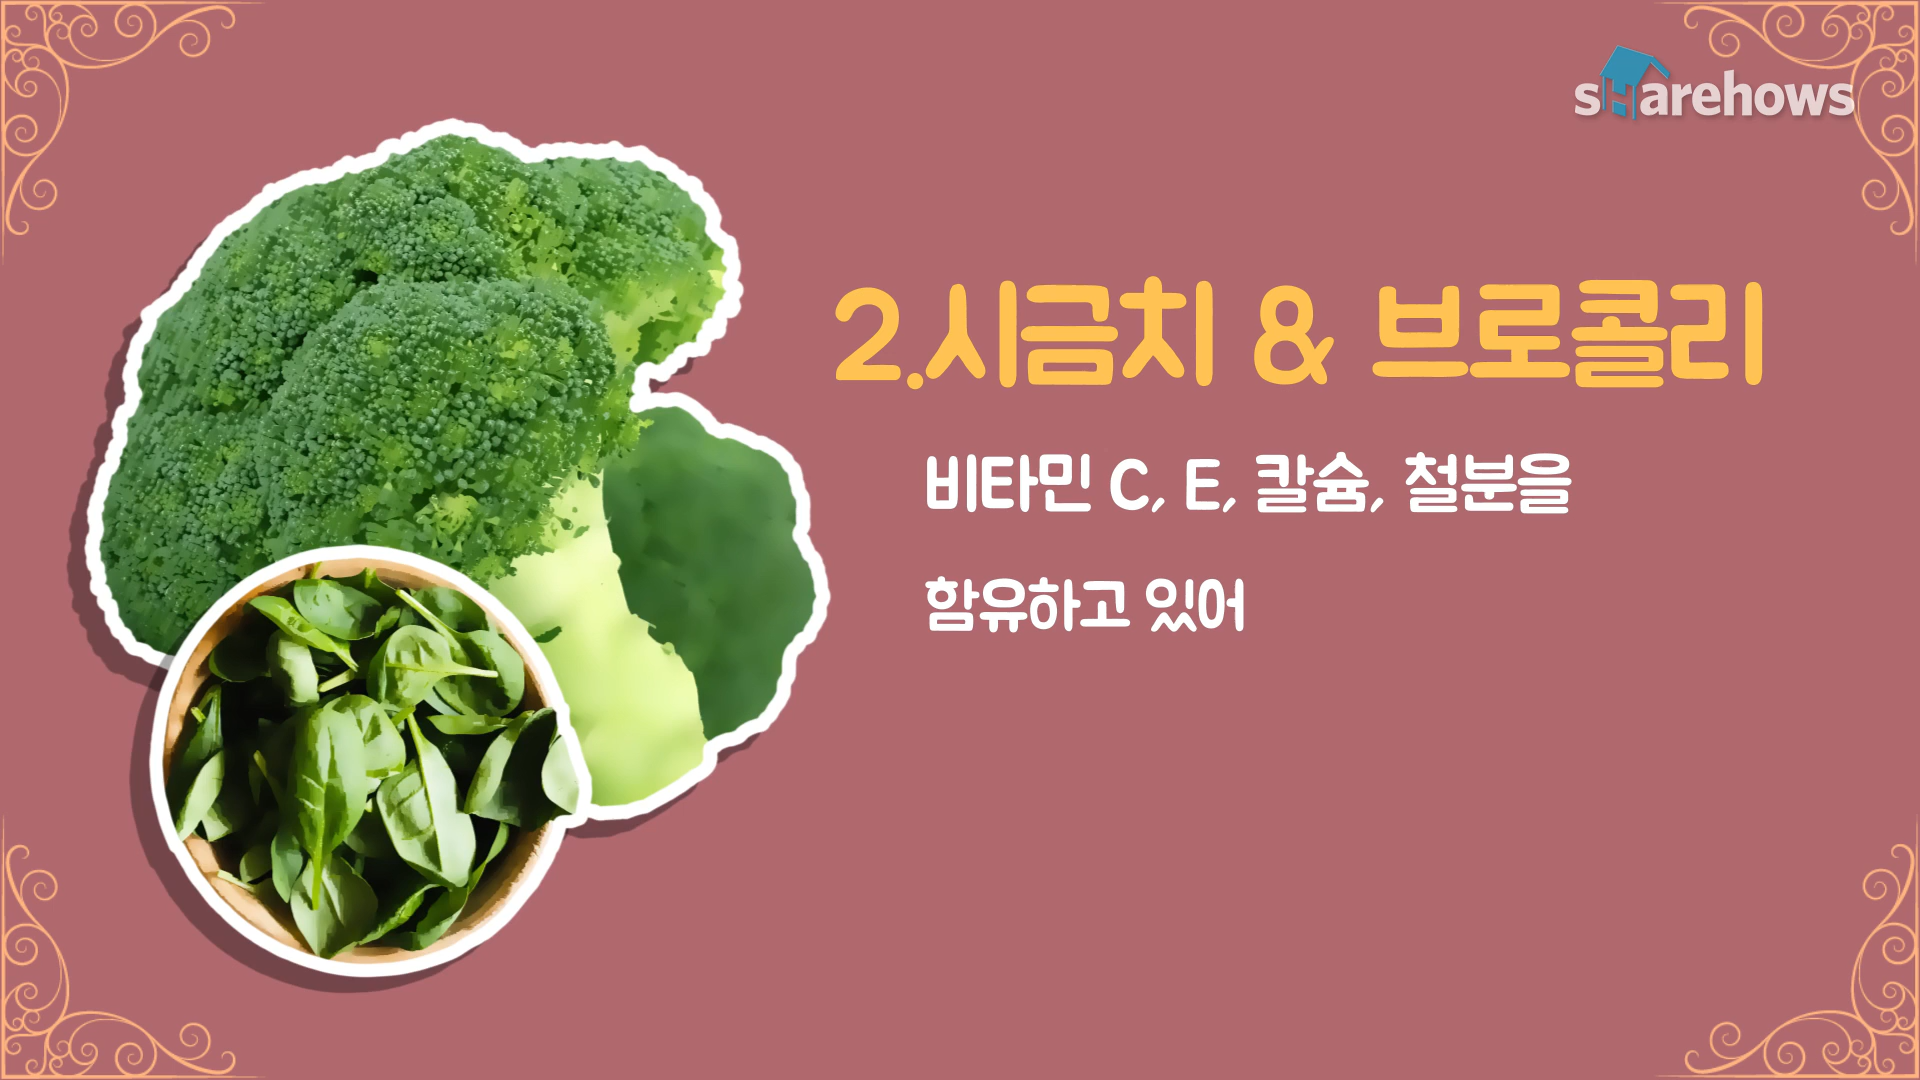 sHarehows
2.시금치 & 브로콜리
비타민 C, E, 칼슘, 철분을
함유하고 있어